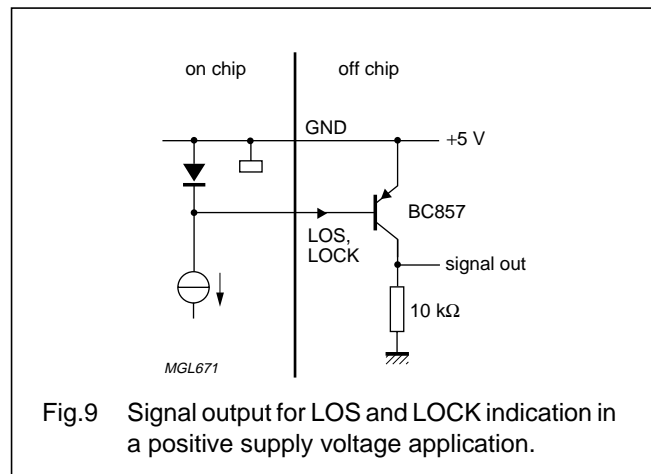 on chip
off chip
GND
+5 V
BC857
LOS,
LOCK
signal out
10 kΩ
MGL671
Fig.9 Signal output for LOS and LOCK indication in
a positive supply voltage application.